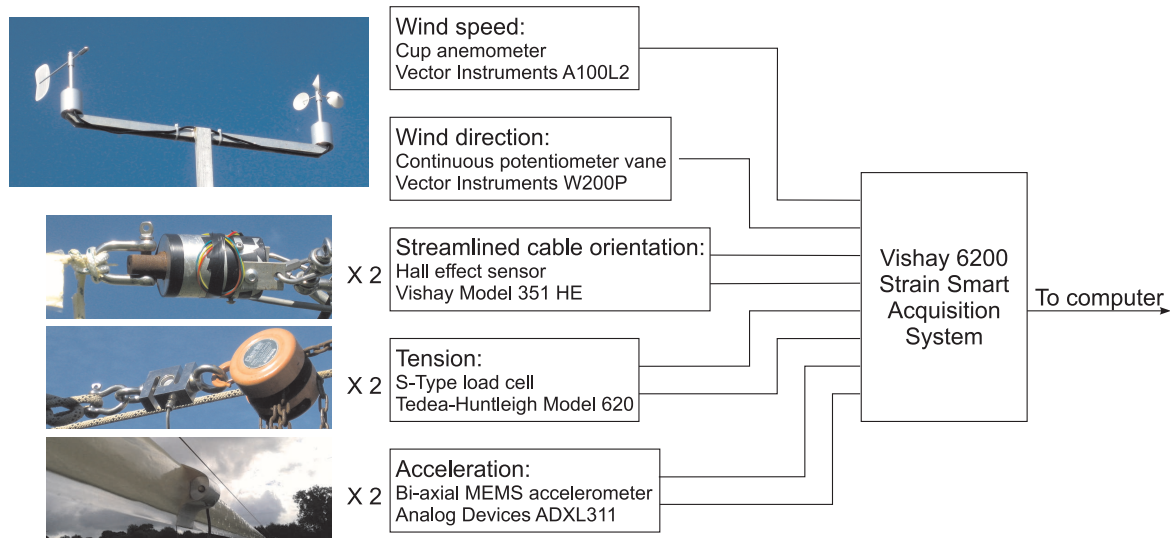 Wind speed:
Cup anemometer
Vector Instruments A100L2
Wind direction:
Continuous potentiometer vane
Vector Instruments W200P
X 2
Streamlined cable orientation:
Hall effect sensor
Vishay Model 351 HE
X 2
Tension:
S-Type load cell
Tedea-Huntleigh Model 620
X 2
Acceleration:
Bi-axial MEMS accelerometer
Analog Devices ADXL311
Vishay 6200
Strain Smart
Acquisition
System
To computer